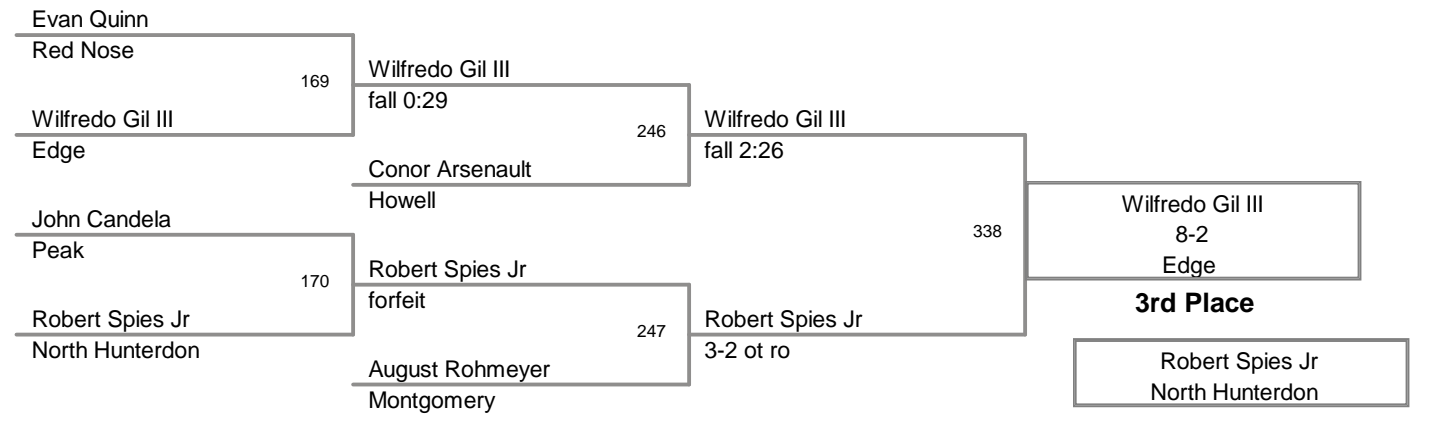 Evan Quinn
Red Nose
169
Wilfredo Gil III
fall 0:29
Wilfredo Gil III
Edge
246
Wilfredo Gil III
fall 2:26
Conor Arsenault
Howell
John Candela
Peak
338
Wilfredo Gil III
8-2
Edge
3rd Place
170
Robert Spies Jr
forfeit
Robert Spies Jr
North Hunterdon
247
Robert Spies Jr
3-2 ot ro
August Rohmeyer
Montgomery
Robert Spies Jr
North Hunterdon